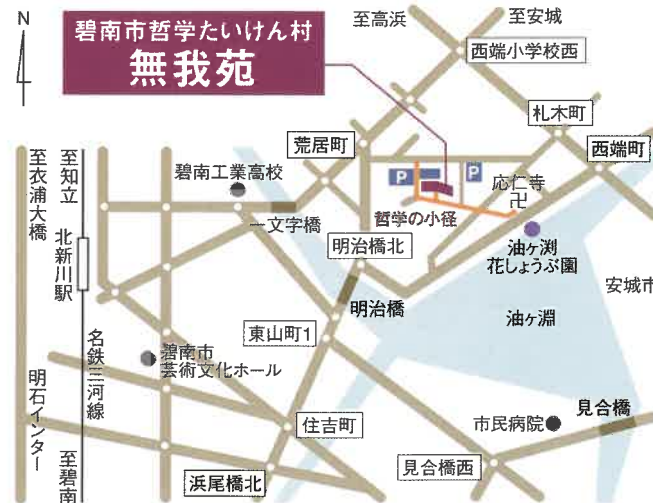 N
碧南市哲学たいけん村
無我苑
至高浜
至安城
西端小学校西
札木町
西端町
荒居町
碧南工業高校
P
P
応仁寺
卍
哲学の小径
一文字橋
明治橋北
油ヶ渕
花しょうぶ園
安城市
油ヶ淵
明治橋
東山町1
碧南市
芸術文化ホール
住吉町
浜尾橋北
市民病院
見合橋
見合橋西
至衣浦大橋
至知立
北新川駅
名鉄三河線
明石インター
至碧南